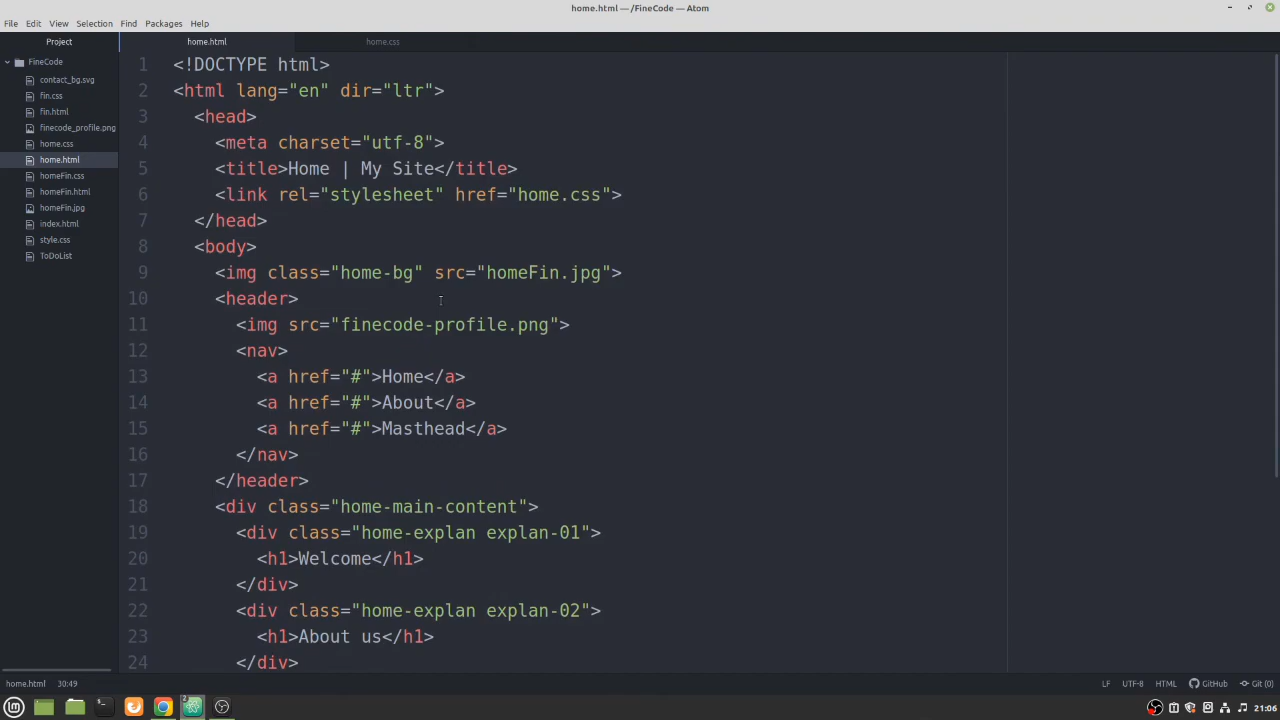 home.html — /FineCode — Atom
File Edit View Selection Find Packages Help
Project
home.html
home.css
FineCode
contact_bg.svg
fin.css
fin.html
finecode_profile.png
home.css
home.html
homeFin.css
homeFin.html
homeFin.jpg
index.html
style.css
ToDoList
1 <!DOCTYPE html>
2 <html lang="en" dir="ltr">
3 <head>
4 <meta charset="utf-8">
5 <title>Home | My Site</title>
6 <link rel="stylesheet" href="home.css">
7 </head>
8 <body>
9 <img class="home-bg" src="homeFin.jpg">
10 <header>
11 <img src="finecode-profile.png">
12 <nav>
13 <a href="#">Home</a>
14 <a href="#">About</a>
15 <a href="#">Masthead</a>
16 </nav>
17 </header>
18 <div class="home-main-content">
19 <div class="home-explan explan-01">
20 <h1>Welcome</h1>
21 </div>
22 <div class="home-explan explan-02">
23 <h1>About us</h1>
24 </div>
home.html 30:49
LF UTF-8 HTML GitHub Git (0)
2
21:06